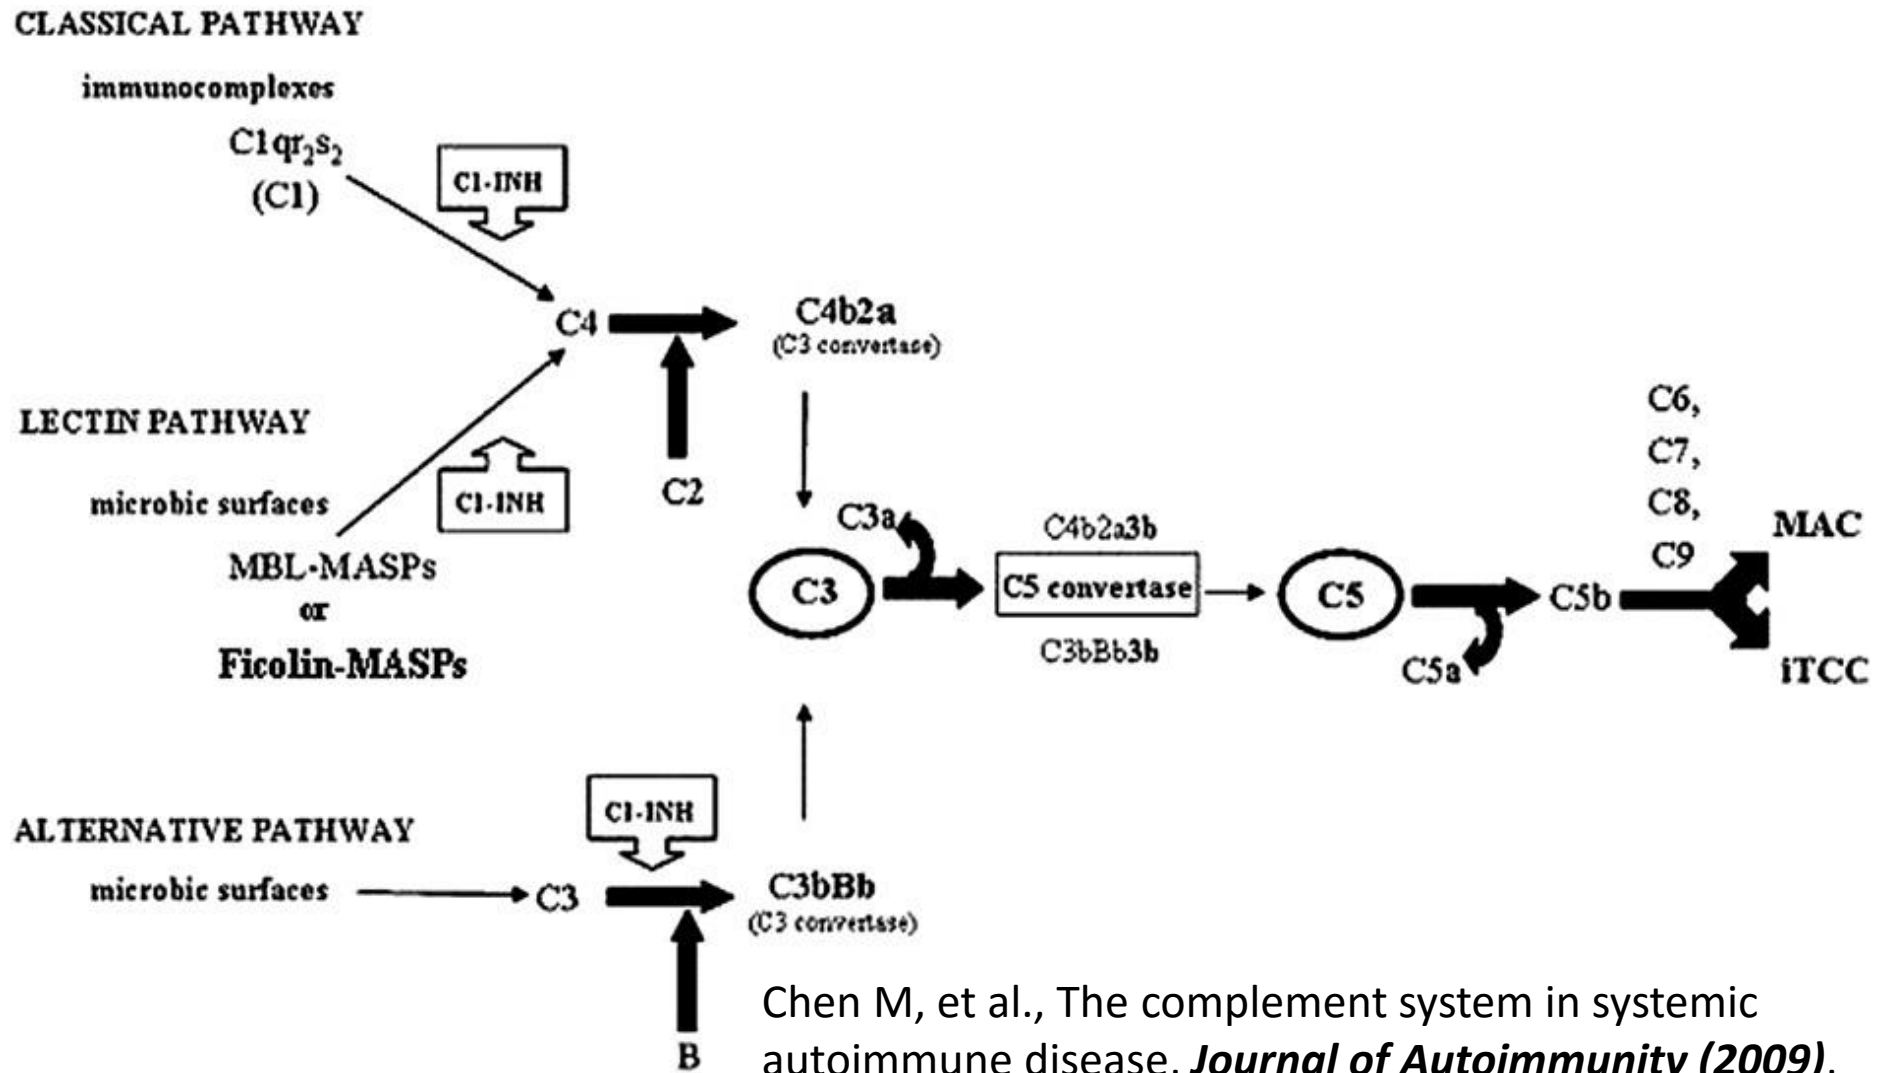 CLASSICAL PATHWAY
immunocomplexes
C1qr₂s₂
(C1)
C1-INH
C4
C4b2a
(C3 convertase)
C2
LECTIN PATHWAY
microbic surfaces
C1-INH
MBL-MASPs
or
Ficolin-MASPs
C3
C3a
C4b2a3b
C5 convertase
C3bBb3b
C5
C5a
C5b
C6,
C7,
C8,
C9
MAC
iTCC
ALTERNATIVE PATHWAY
microbic surfaces
C3
C1-INH
C3bBb
(C3 convertase)
B
Chen M, et al., The complement system in systemic
autoimmune disease. Journal of Autoimmunity (2009).